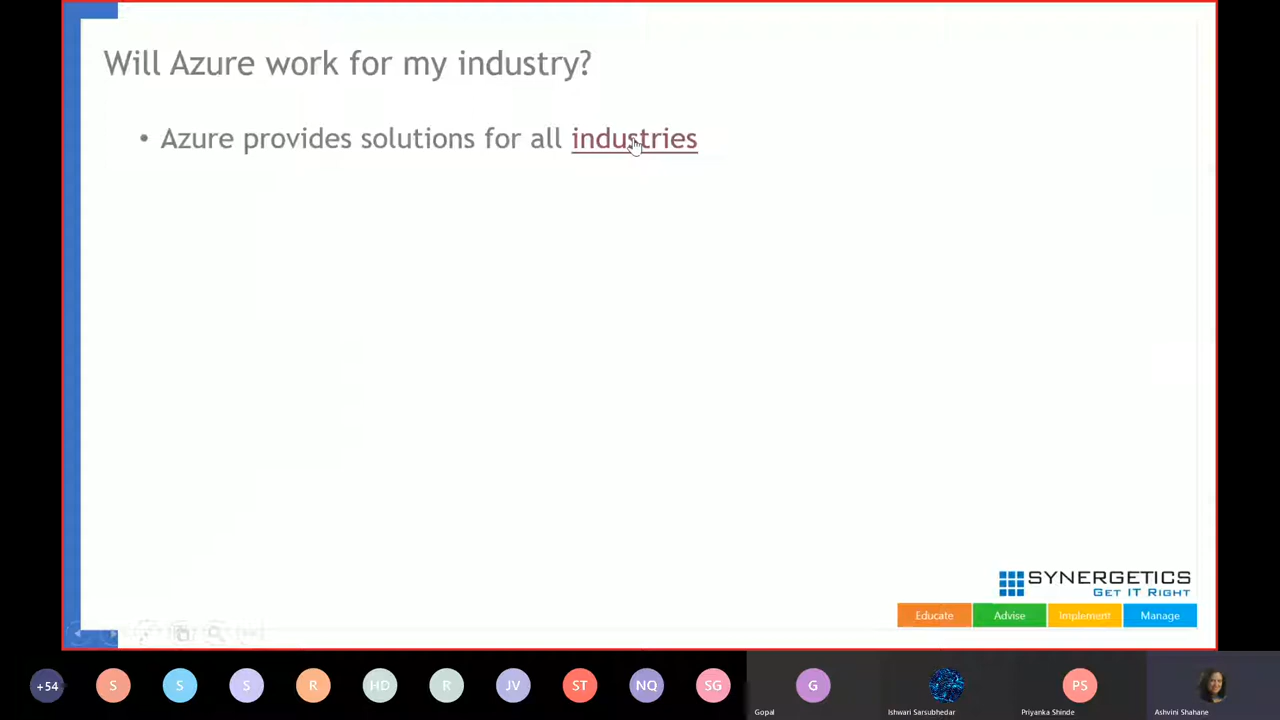 Will Azure work for my industry?
• Azure provides solutions for all industries
SYNERGETICS
GET IT RIGHT
Educate
Advise
Implement
Manage
+54
S
S
S
R
HD
R
JV
ST
NQ
SG
G
PS
Gopal
Ishwari Sarsubhedar
Priyanka Shinde
Ashvini Shahane